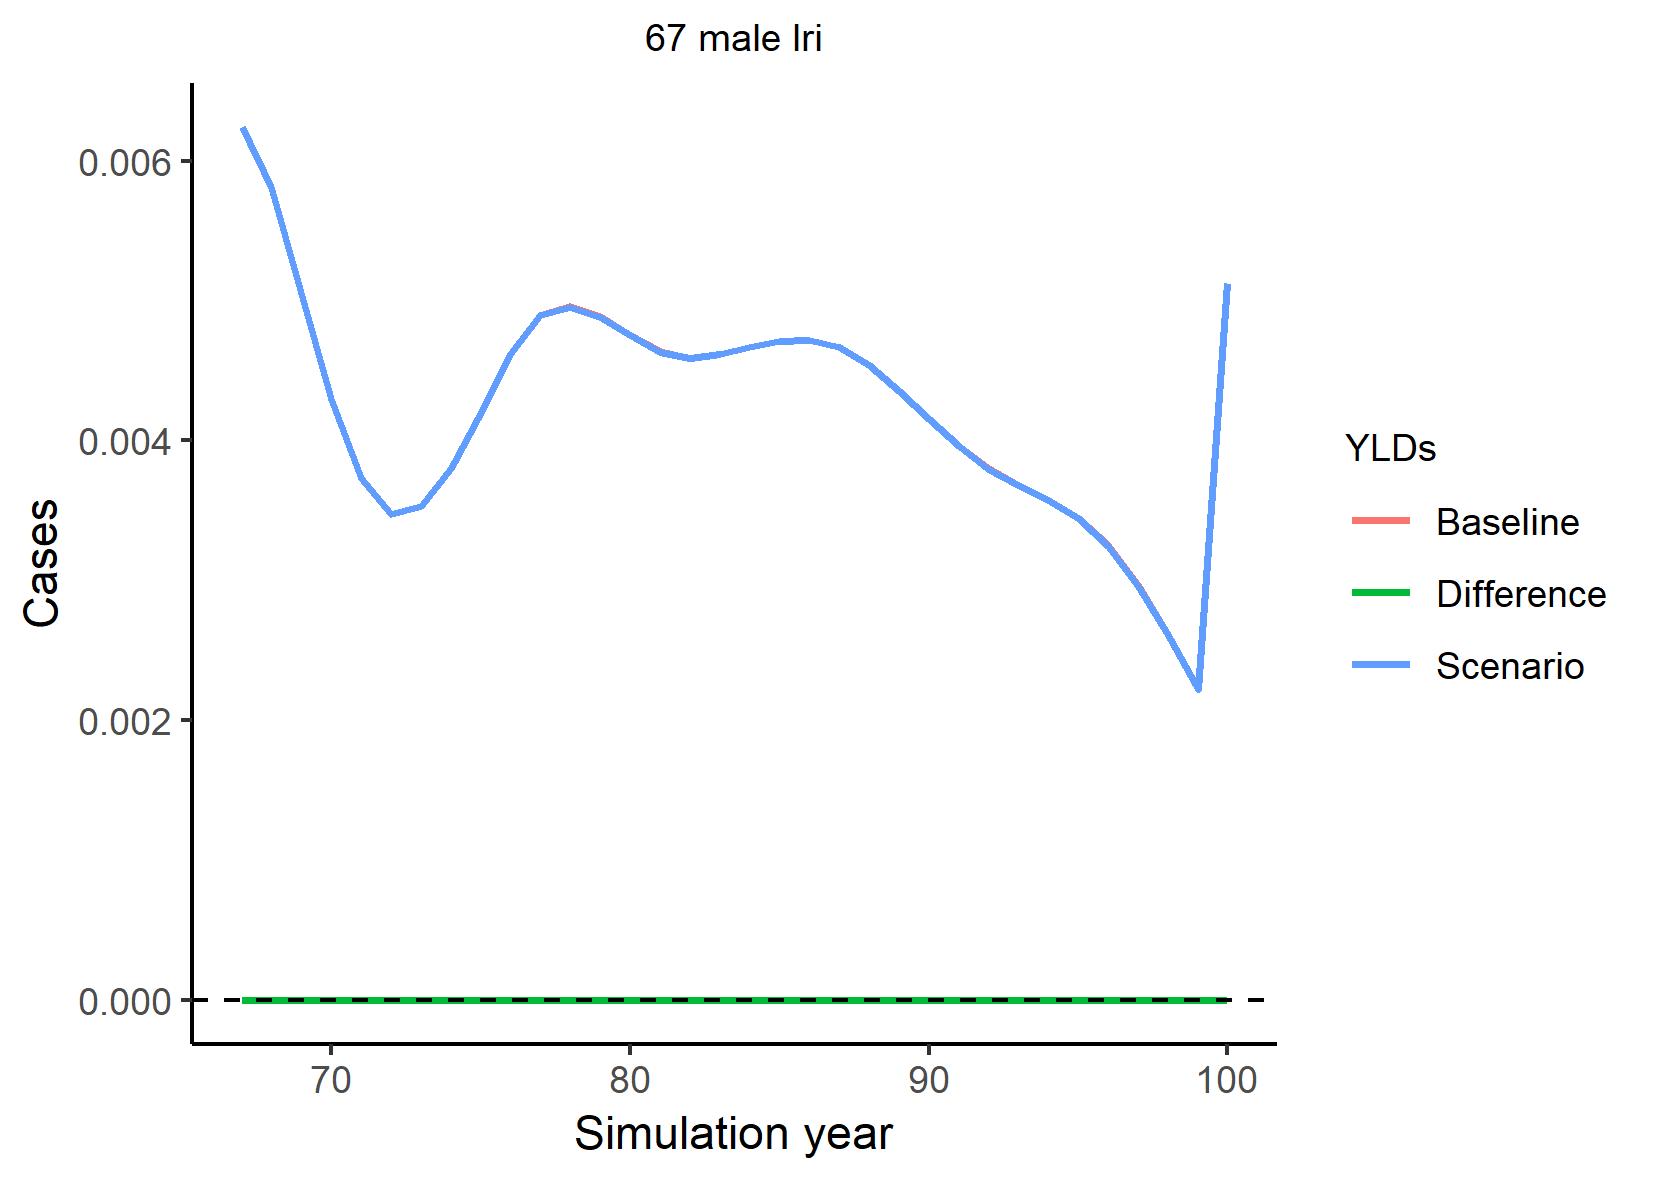 67 male lri
Cases
0.006
0.004
0.002
0.000
70 80 90 100
Simulation year
YLDs
Baseline
Difference
Scenario